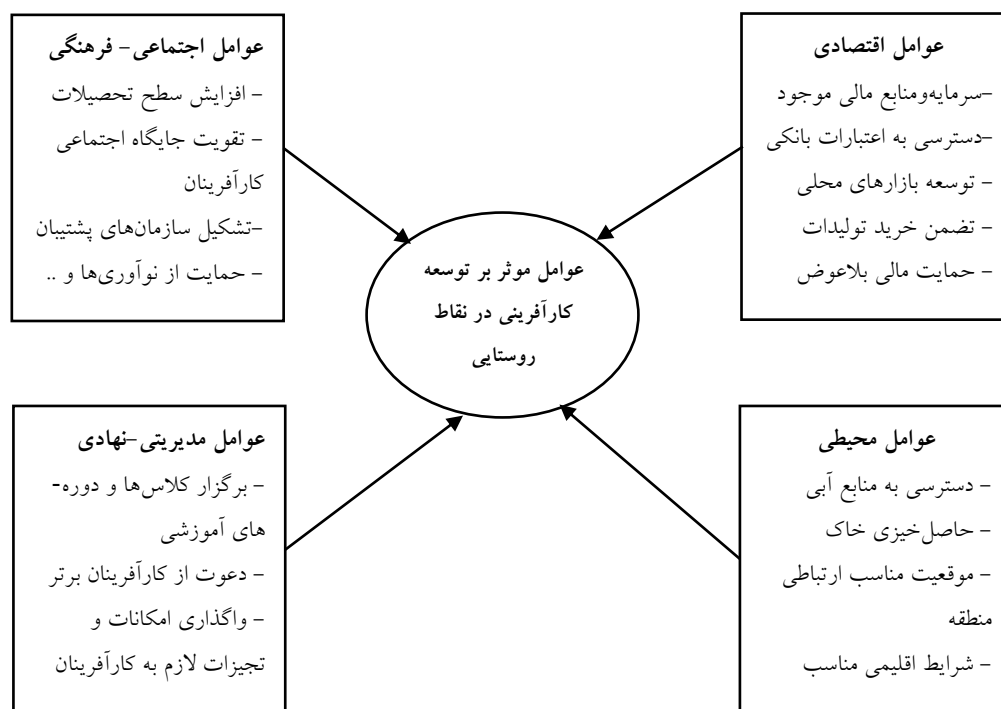 عوامل اقتصادی
-سرمایه‌ومنابع مالی موجود
-دسترسی به اعتبارات بانکی
- توسعه بازارهای محلی
- تضمن خرید تولیدات
- حمایت مالی بلاعوض
عوامل اجتماعی- فرهنگی
- افزایش سطح تحصیلات
- تقویت جایگاه اجتماعی
کارآفرینان
-تشکیل سازمان‌های پشتیبان
- حمایت از نوآوری‌ها و ..
عوامل موثر بر توسعه
کارآفرینی در نقاط
روستایی
عوامل محیطی
- دسترسی به منابع آبی
- حاصل‌خیزی خاک
- موقعیت مناسب ارتباطی
منطقه
- شرایط اقلیمی مناسب
عوامل مدیریتی-نهادی
- برگزار کلاس‌ها و دوره-
های آموزشی
- دعوت از کارآفرینان برتر
- واگذاری امکانات و
تجیزات لازم به کارآفرینان